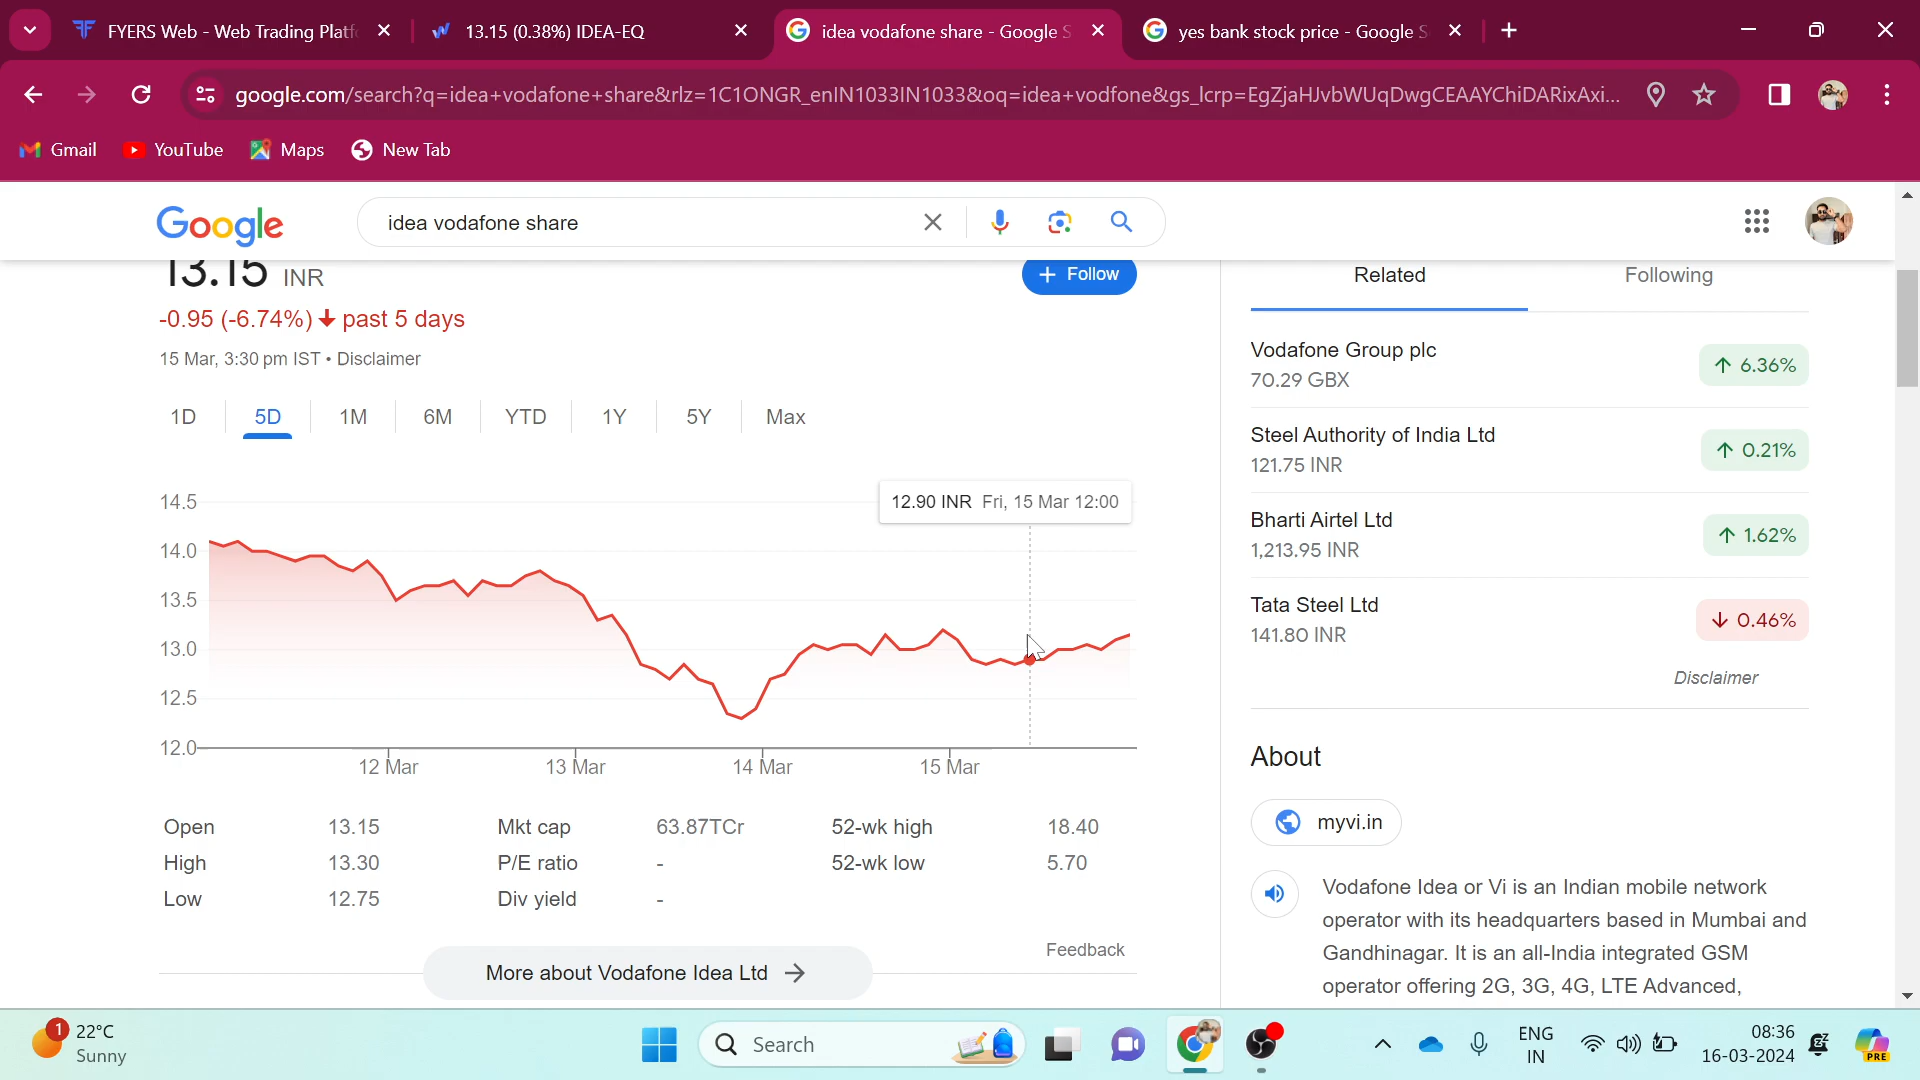 FYERS Web - Web Trading Platf
13.15 (0.38%) IDEA-EQ
idea vodafone share - Google S
yes bank stock price - Google S
google.com/search?q=idea+vodafone+share&rlz=1C1ONGR_enIN1033IN1033&oq=idea+vodfone&gs_lcrp=EgZjaHJvbWUqDwgCEAAYChiDARixAxi...
Gmail
YouTube
Maps
New Tab
Google
idea vodafone share
13.15 INR
+ Follow
-0.95 (-6.74%) past 5 days
15 Mar, 3:30 pm IST • Disclaimer
1D
5D
1M
6M
YTD
1Y
5Y
Max
12.90 INR Fri, 15 Mar 12:00
14.5
14.0
13.5
13.0
12.5
12.0
12 Mar
13 Mar
14 Mar
15 Mar
Open 13.15 Mkt cap 63.87TCr 52-wk high 18.40
High 13.30 P/E ratio - 52-wk low 5.70
Low 12.75 Div yield -
Feedback
More about Vodafone Idea Ltd
Related
Following
Vodafone Group plc
70.29 GBX
6.36%
Steel Authority of India Ltd
121.75 INR
0.21%
Bharti Airtel Ltd
1,213.95 INR
1.62%
Tata Steel Ltd
141.80 INR
0.46%
Disclaimer
About
myvi.in
Vodafone Idea or Vi is an Indian mobile network
operator with its headquarters based in Mumbai and
Gandhinagar. It is an all-India integrated GSM
operator offering 2G, 3G, 4G, LTE Advanced,
1
22°C
Sunny
Search
ENG
IN
08:36
16-03-2024
PRE